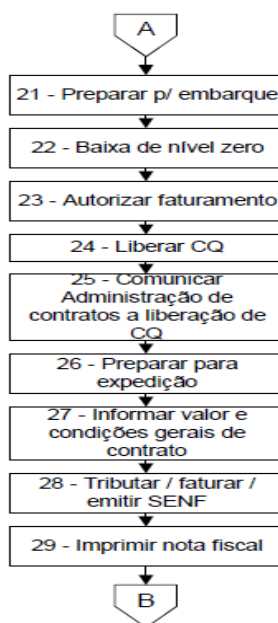 A
21 - Preparar p/ embarque
22 - Baixa de nível zero
23 - Autorizar faturamento
24 - Liberar CQ
25 - Comunicar
Administração de
contratos a liberação de
CQ
26 - Preparar para
expedição
27 - Informar valor e
condições gerais de
contrato
28 - Tributar / faturar /
emitir SENF
29 - Imprimir nota fiscal
B